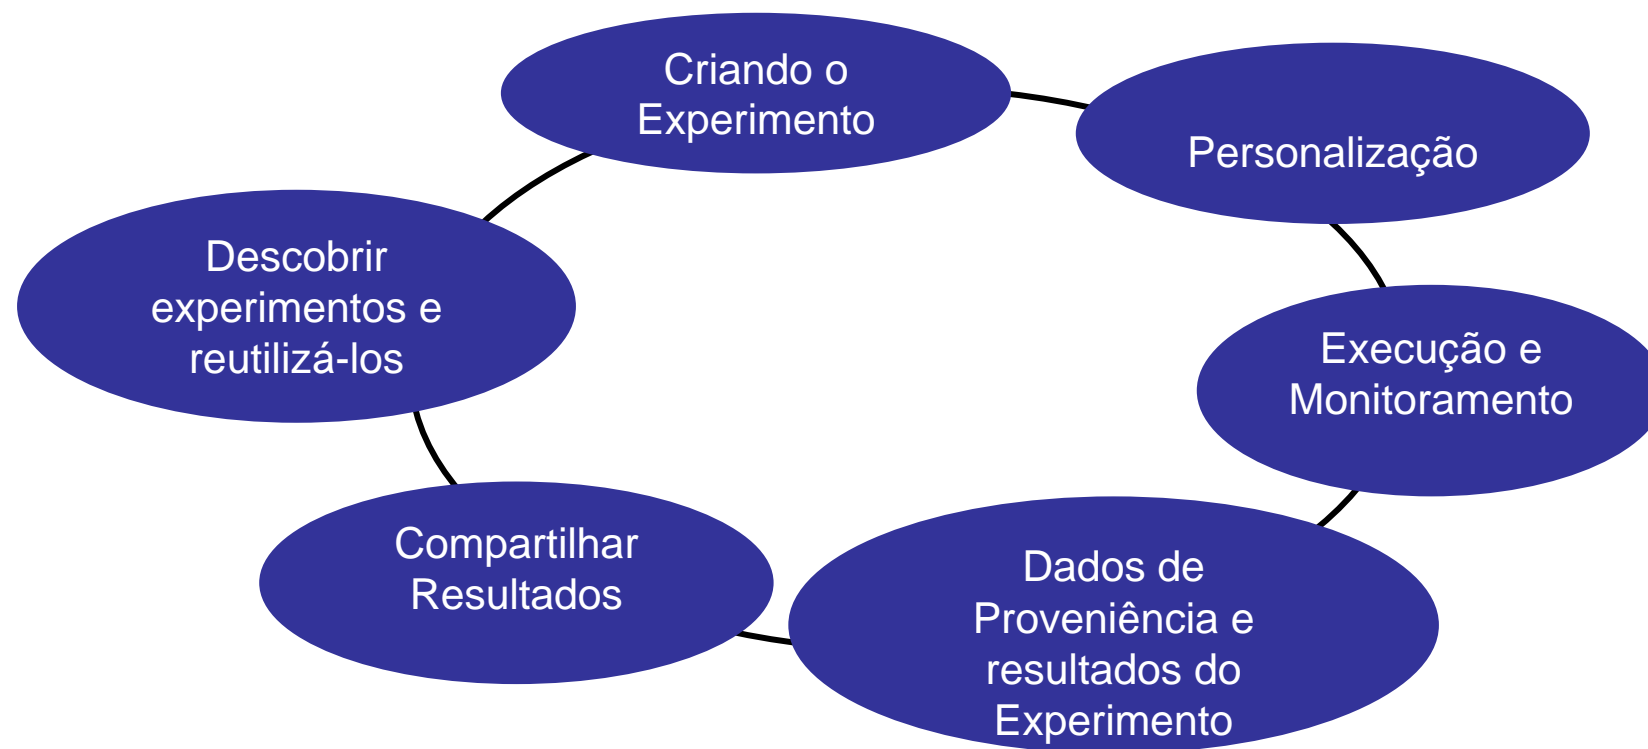 Criando o
Experimento
Personalização
Execução e
Monitoramento
Dados de
Proveniência e
resultados do
Experimento
Compartilhar
Resultados
Descobrir
experimentos e
reutilizá-los